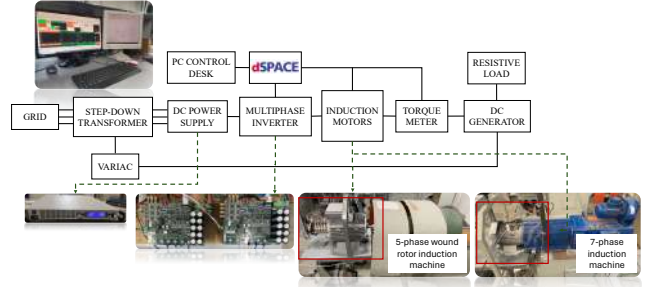 PC CONTROL
DESK
dSPACE
RESISTIVE
LOAD
GRID
STEP-DOWN
TRANSFORMER
DC POWER
SUPPLY
MULTIPHASE
INVERTER
INDUCTION
MOTORS
TORQUE
METER
DC
GENERATOR
VARIAC
5-phase wound
rotor induction
machine
7-phase
induction
machine